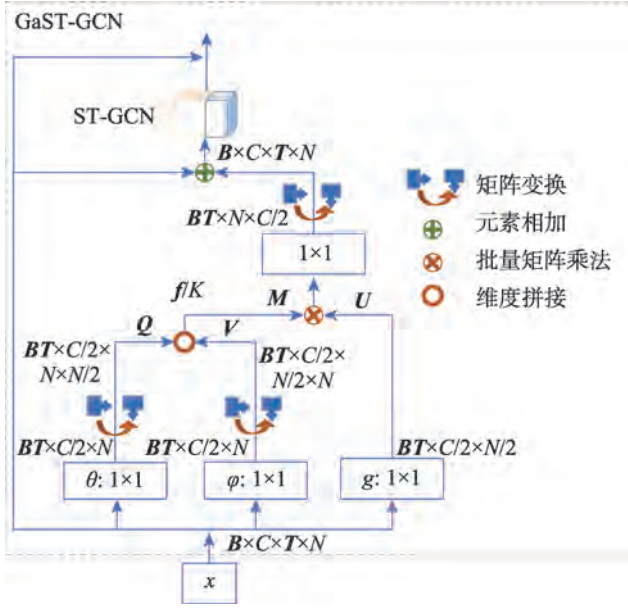 GaST-GCN
ST-GCN
B×C×T×N
矩阵变换
BT×N×C/2
元素相加
1×1
批量矩阵乘法
f/K
M
U
维度拼接
Q
V
BT×C/2×
N×N/2
BT×C/2×
N/2×N
BT×C/2×N
BT×C/2×N
BT×C/2×N/2
θ: 1×1
φ: 1×1
g: 1×1
B×C×T×N
x